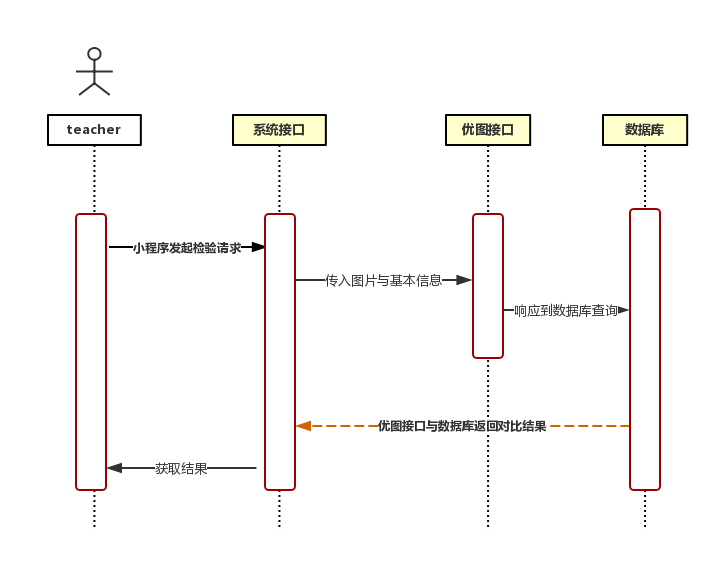 teacher
系统接口
优图接口
数据库
小程序发起检验请求
传入图片与基本信息
响应到数据库查询
优图接口与数据库返回对比结果
获取结果